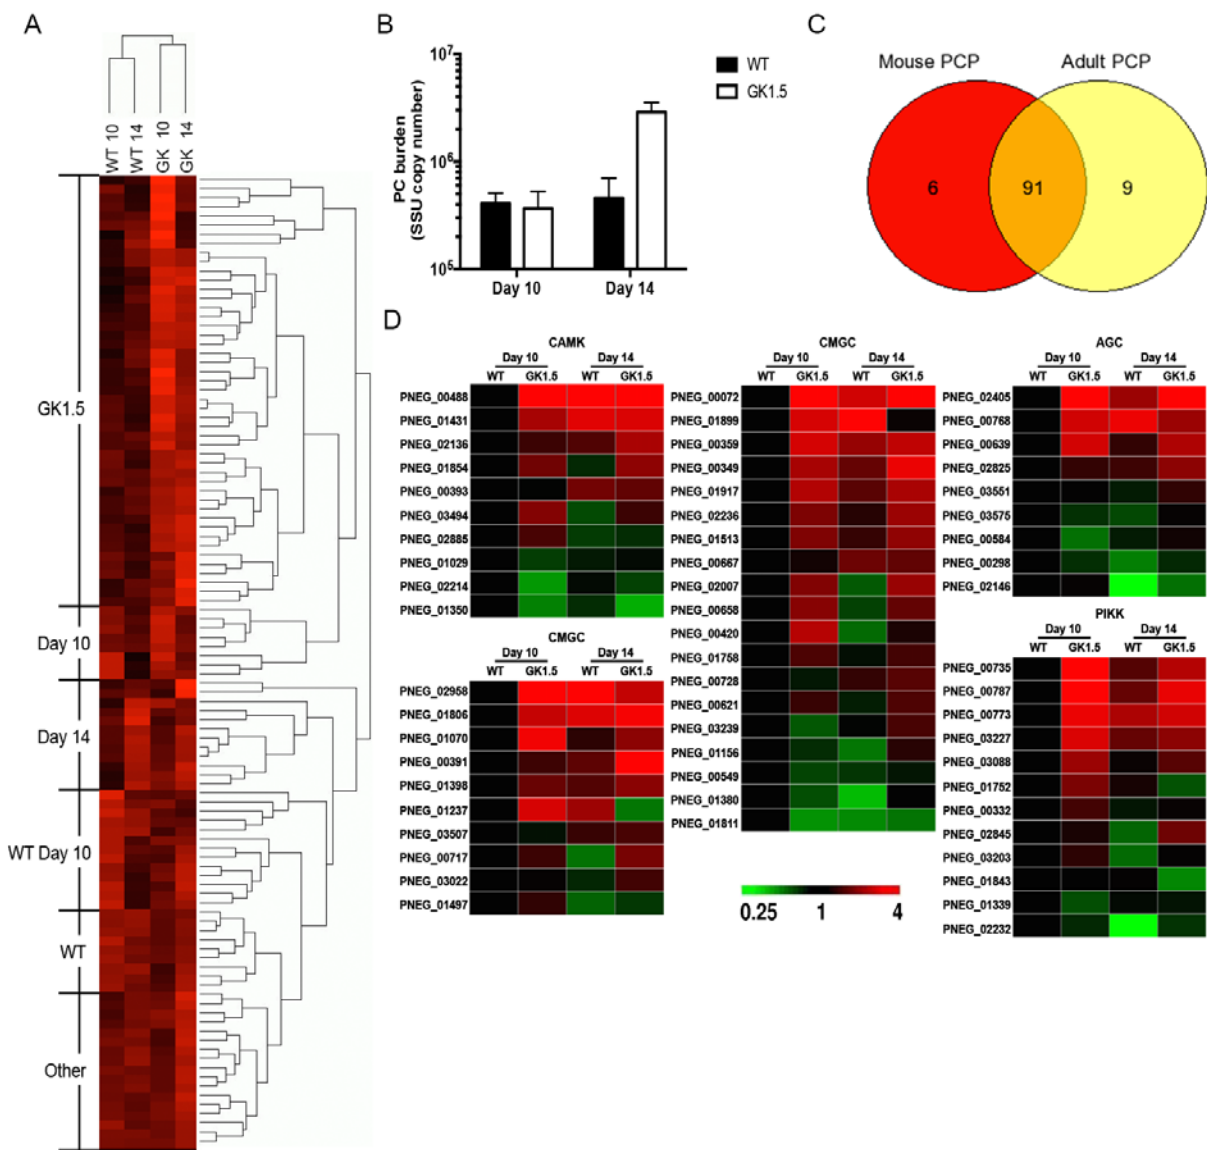 A
WT 10
WT 14
GK 10
GK 14
GK1.5
Day 10
Day 14
WT Day 10
WT
Other
B
PC burden
(SSU copy number)
10^7
10^6
10^5
Day 10
Day 14
WT
GK1.5
C
Mouse PCP
Adult PCP
6
91
9
D
CAMK
Day 10
Day 14
WT
GK1.5
WT
GK1.5
PNEG_00488
PNEG_01431
PNEG_02136
PNEG_01854
PNEG_00393
PNEG_03494
PNEG_02885
PNEG_01029
PNEG_02214
PNEG_01350
CMGC
Day 10
Day 14
WT
GK1.5
WT
GK1.5
PNEG_02958
PNEG_01806
PNEG_01070
PNEG_00391
PNEG_01398
PNEG_01237
PNEG_03507
PNEG_00717
PNEG_03022
PNEG_01497
CMGC
Day 10
Day 14
WT
GK1.5
WT
GK1.5
PNEG_00072
PNEG_01899
PNEG_00359
PNEG_00349
PNEG_01917
PNEG_02236
PNEG_01513
PNEG_00667
PNEG_02007
PNEG_00658
PNEG_00420
PNEG_01758
PNEG_00728
PNEG_00621
PNEG_03239
PNEG_01156
PNEG_00549
PNEG_01380
PNEG_01811
0.25
1
4
AGC
Day 10
Day 14
WT
GK1.5
WT
GK1.5
PNEG_02405
PNEG_00768
PNEG_00639
PNEG_02825
PNEG_03551
PNEG_03575
PNEG_00584
PNEG_00298
PNEG_02146
PIKK
Day 10
Day 14
WT
GK1.5
WT
GK1.5
PNEG_00735
PNEG_00787
PNEG_00773
PNEG_03227
PNEG_03088
PNEG_01752
PNEG_00332
PNEG_02845
PNEG_03203
PNEG_01843
PNEG_01339
PNEG_02232